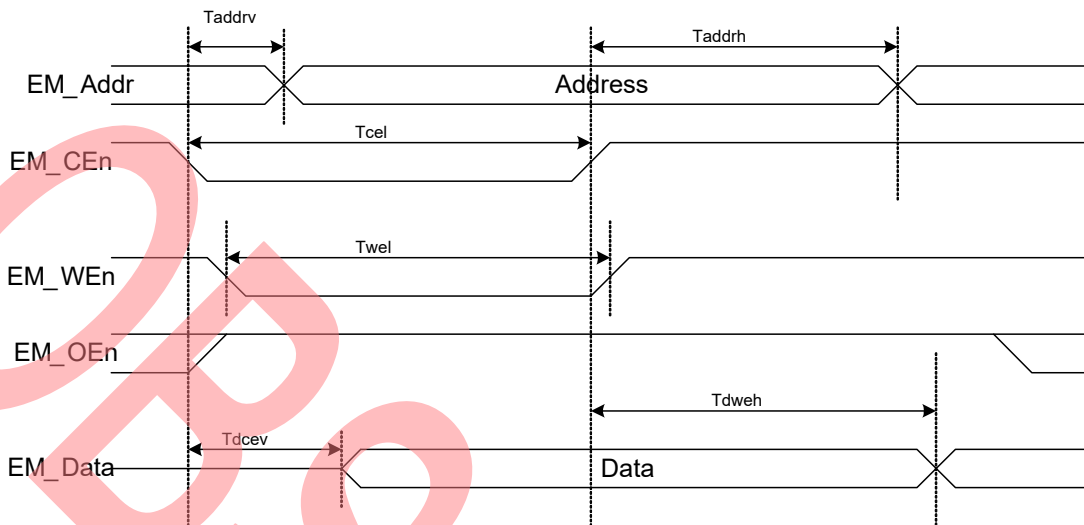 Taddrv
Taddrh
EM_Addr
Address
Tcel
EM_CEn
Twel
EM_WEn
EM_OEn
Tdweh
Tdcev
EM_Data
Data